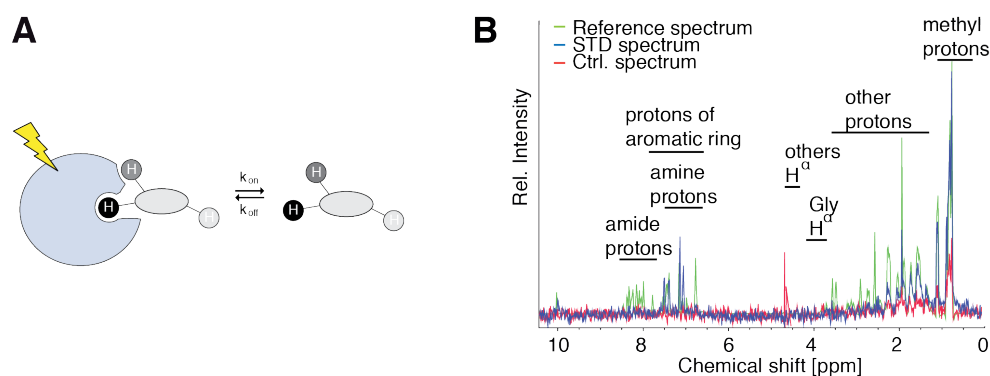 A
H
H
H
k on
k off
H
H
H
B
Reference spectrum
STD spectrum
Ctrl. spectrum
methyl
protons
other
protons
protons of
aromatic ring
others
Hα
amine
protons
Gly
Hα
amide
protons
Rel. Intensity
10
8
6
4
2
0
Chemical shift [ppm]